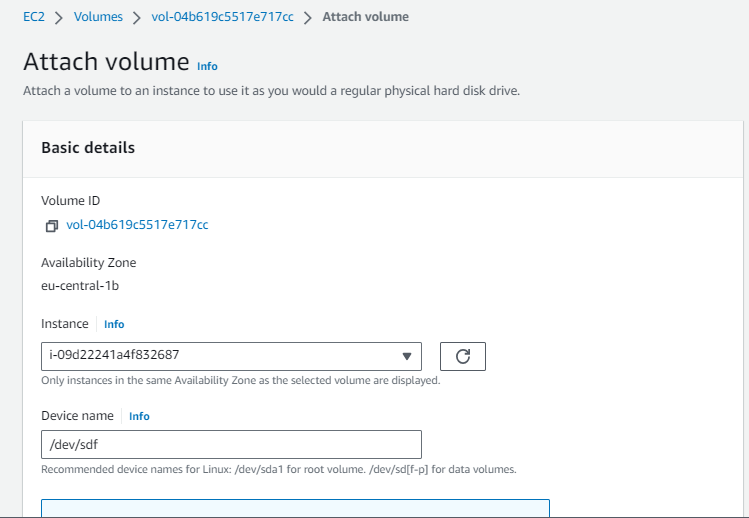 EC2 > Volumes > vol-04b619c5517e717cc > Attach volume
Attach volume Info
Attach a volume to an instance to use it as you would a regular physical hard disk drive.
Basic details
Volume ID
vol-04b619c5517e717cc
Availability Zone
eu-central-1b
Instance Info
i-09d22241a4f832687
Only instances in the same Availability Zone as the selected volume are displayed.
Device name Info
/dev/sdf
Recommended device names for Linux: /dev/sda1 for root volume. /dev/sd[f-p] for data volumes.